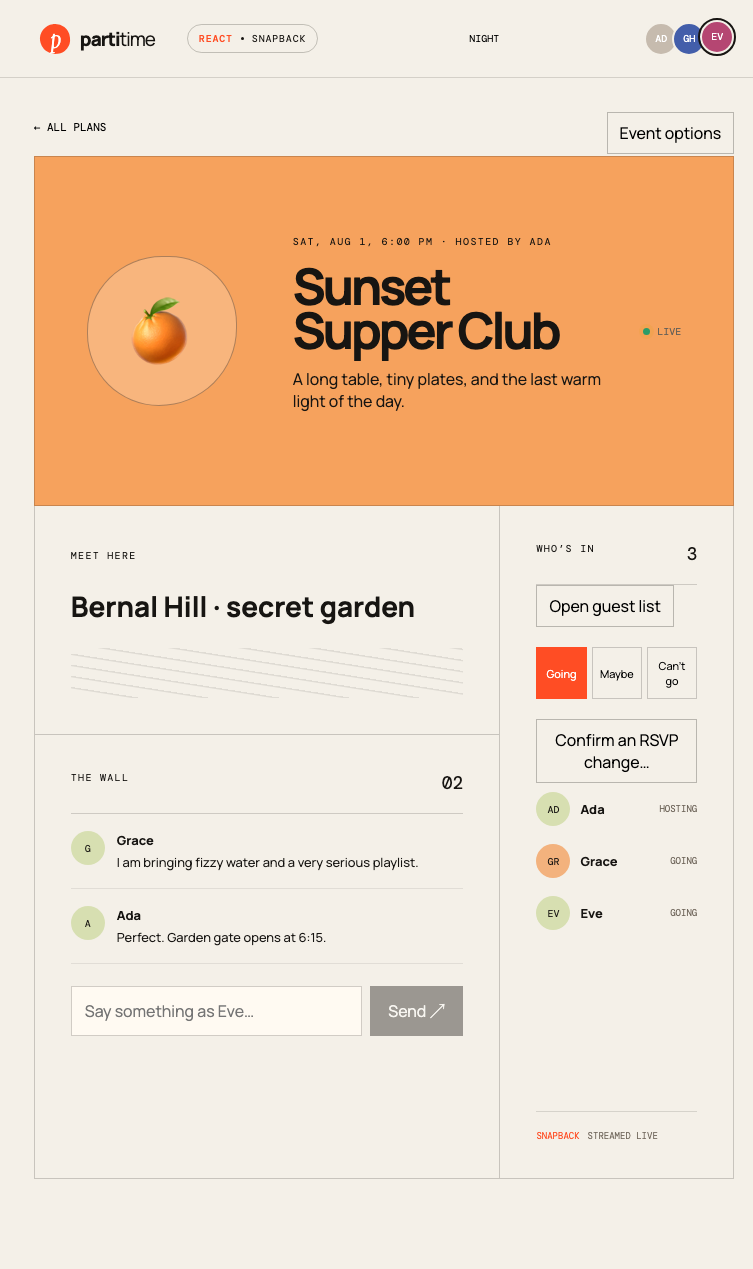 p partitime
REACT • SNAPBACK
NIGHT
AD GH EV
← ALL PLANS
Event options
SAT, AUG 1, 6:00 PM · HOSTED BY ADA
Sunset
Supper Club
A long table, tiny plates, and the last warm
light of the day.
LIVE
MEET HERE
Bernal Hill · secret garden
THE WALL
02
G
Grace
I am bringing fizzy water and a very serious playlist.
A
Ada
Perfect. Garden gate opens at 6:15.
Say something as Eve…
Send ↗
WHO'S IN
3
Open guest list
Going
Maybe
Can't
go
Confirm an RSVP
change…
AD Ada HOSTING
GR Grace GOING
EV Eve GOING
SNAPBACK STREAMED LIVE